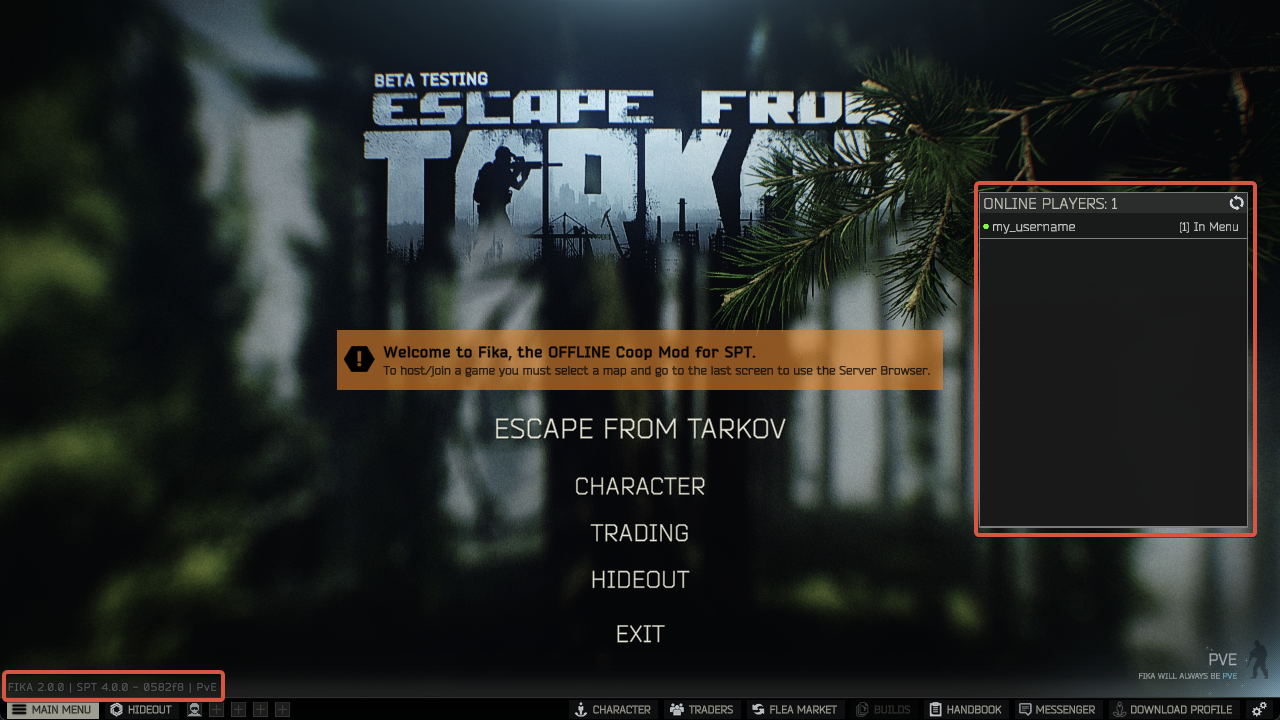 BETA TESTING
ESCAPE FROM
TARKOV
ONLINE PLAYERS: 1
my_username (1) In Menu
Welcome to Fika, the OFFLINE Coop Mod for SPT.
To host/join a game you must select a map and go to the last screen to use the Server Browser.
ESCAPE FROM TARKOV
CHARACTER
TRADING
HIDEOUT
EXIT
PVE
FIKA WILL ALWAYS BE PVE
FIKA 2.0.0 | SPT 4.0.0 - 0582f8 | PvE
MAIN MENU HIDEOUT CHARACTER TRADERS FLEA MARKET BUILDS HANDBOOK MESSENGER DOWNLOAD PROFILE